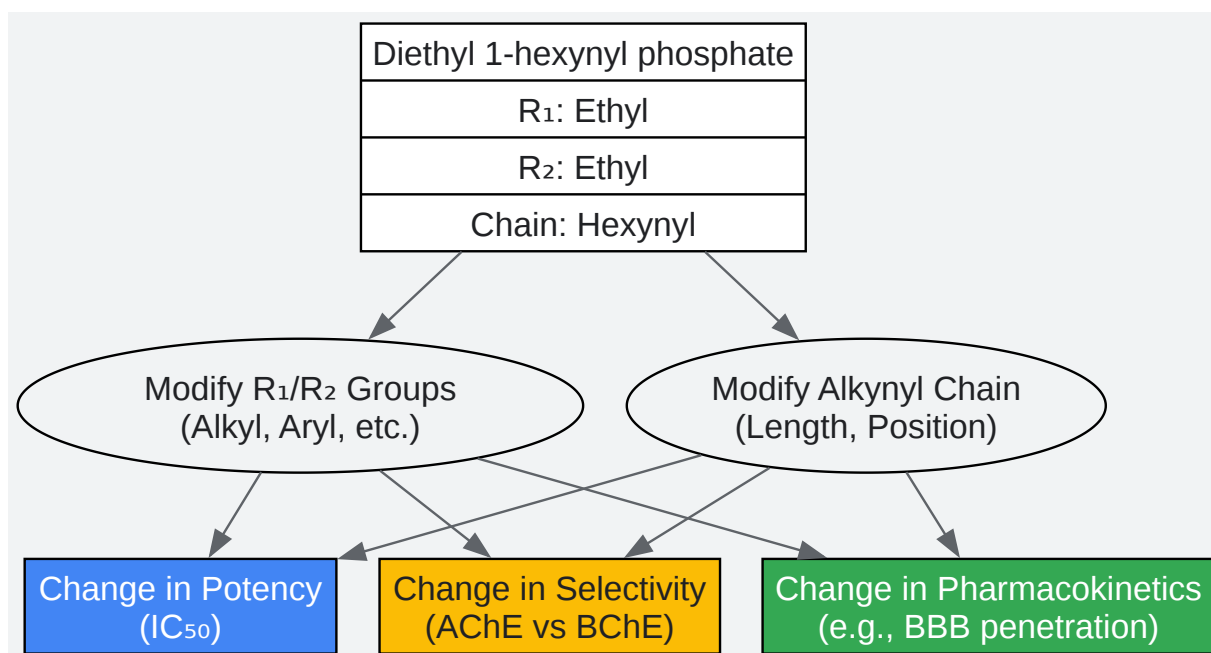 Diethyl 1-hexynyl phosphate
R₁: Ethyl
R₂: Ethyl
Chain: Hexynyl
Modify R₁/R₂ Groups
(Alkyl, Aryl, etc.)
Modify Alkynyl Chain
(Length, Position)
Change in Potency
(IC₅₀)
Change in Selectivity
(AChE vs BChE)
Change in Pharmacokinetics
(e.g., BBB penetration)